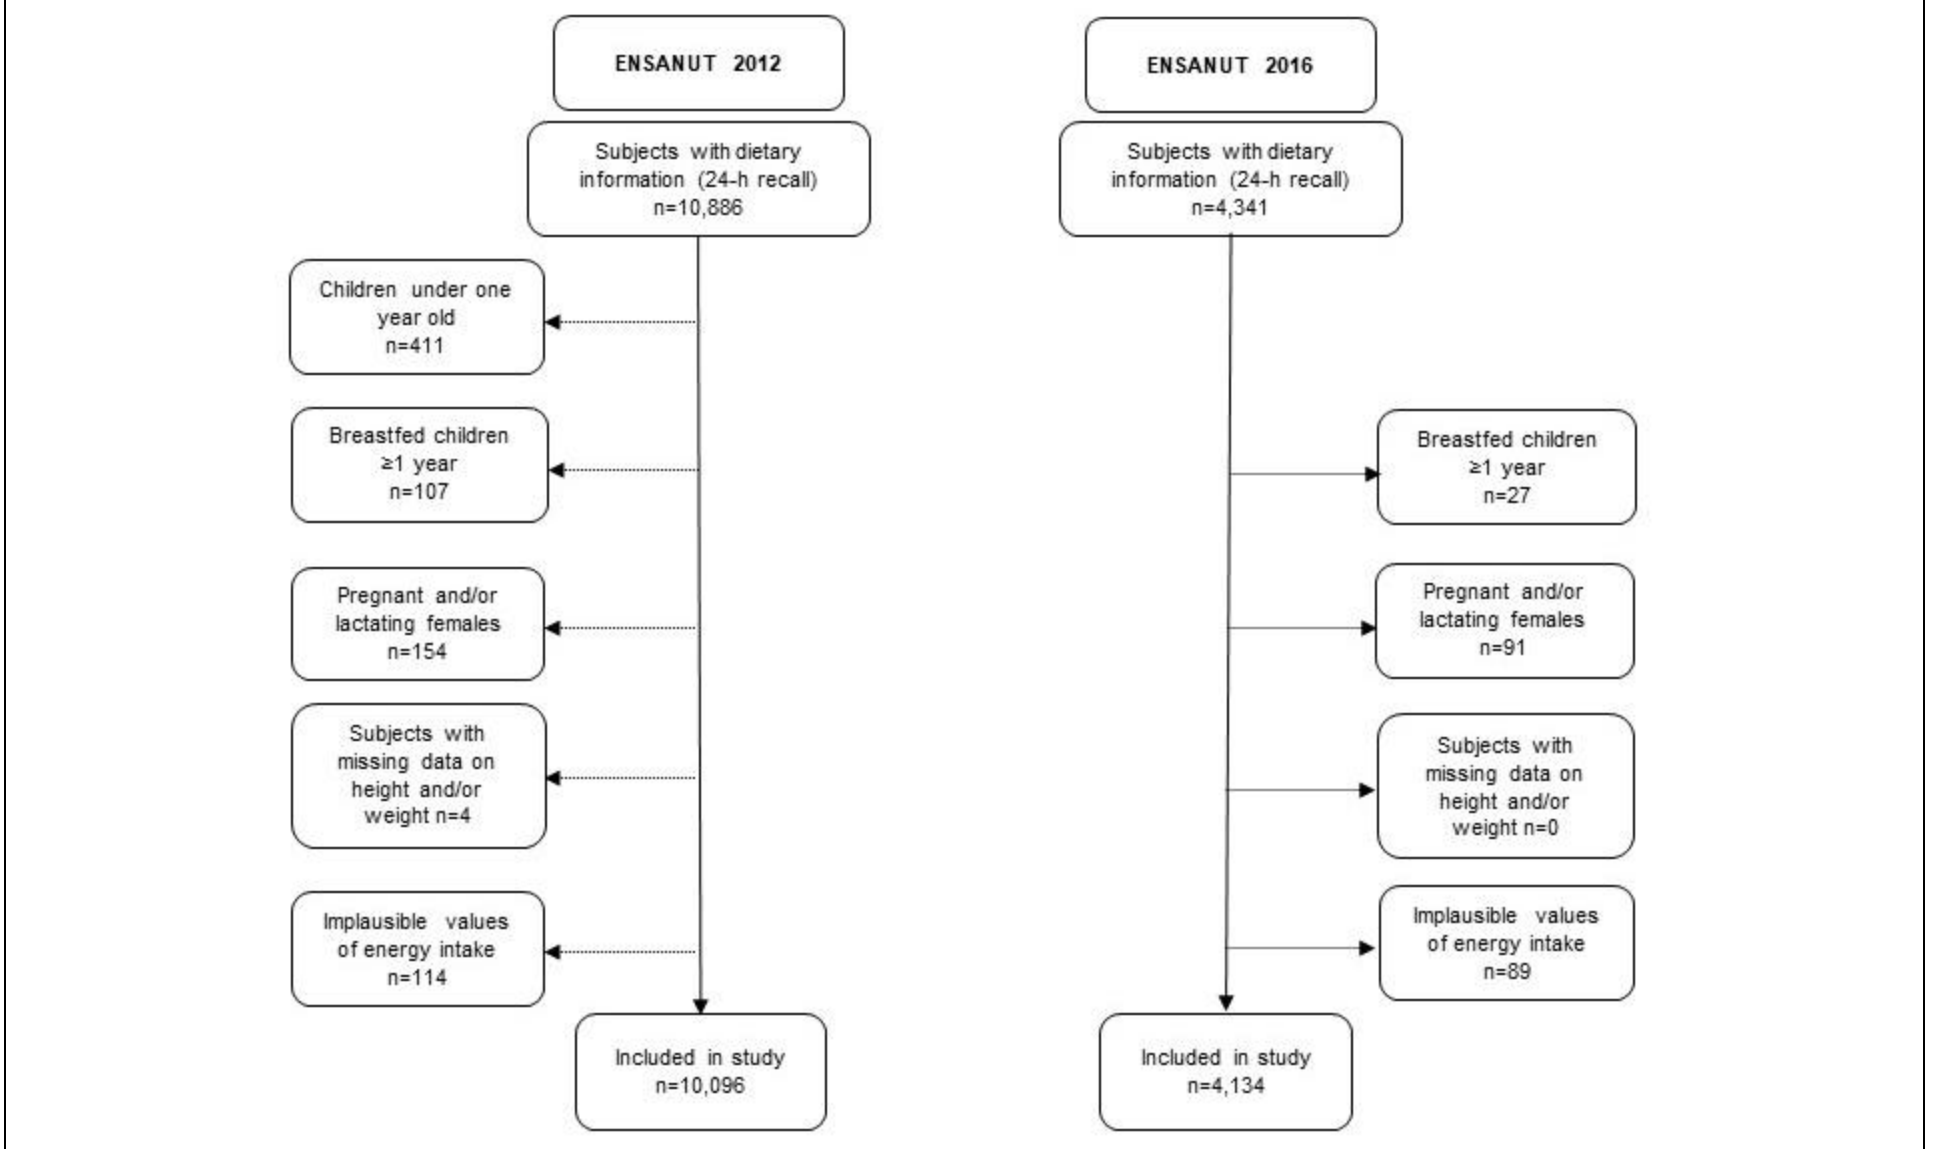 ENSANUT 2012
Subjects with dietary
information (24-h recall)
n=10,886
Children under one
year old
n=411
Breastfed children
≥1 year
n=107
Pregnant and/or
lactating females
n=154
Subjects with
missing data on
height and/or
weight n=4
Implausible values
of energy intake
n=114
Included in study
n=10,096
ENSANUT 2016
Subjects with dietary
information (24-h recall)
n=4,341
Breastfed children
≥1 year
n=27
Pregnant and/or
lactating females
n=91
Subjects with
missing data on
height and/or
weight n=0
Implausible values
of energy intake
n=89
Included in study
n=4,134